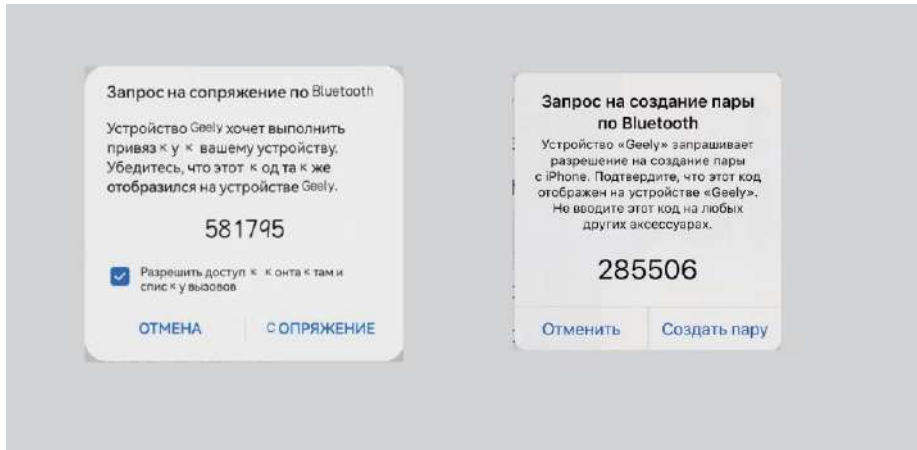 Запрос на сопряжение по Bluetooth
Устройство Geely хочет выполнить
привязку к вашему устройству.
Убедитесь, что этот код также
отобразился на устройстве Geely.
581795
Разрешить доступ к контактам и
списку вызовов
ОТМЕНА СОПРЯЖЕНИЕ
Запрос на создание пары
по Bluetooth
Устройство «Geely» запрашивает
разрешение на создание пары
с iPhone. Подтвердите, что этот код
отображен на устройстве «Geely».
Не вводите этот код на любых
других аксессуарах.
285506
Отменить Создать пару